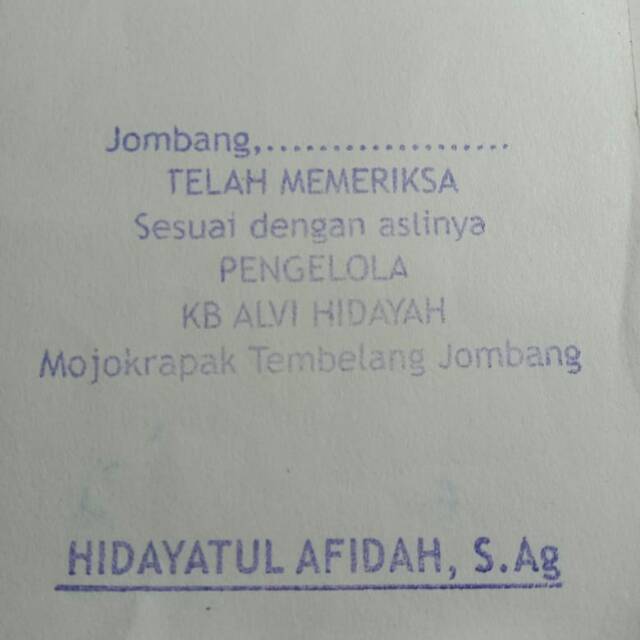 Jombang,.......................
TELAH MEMERIKSA
Sesuai dengan aslinya
PENGELOLA
KB ALVI HIDAYAH
Mojokrapak Tembelang Jombang
HIDAYATUL AFIDAH, S.Ag